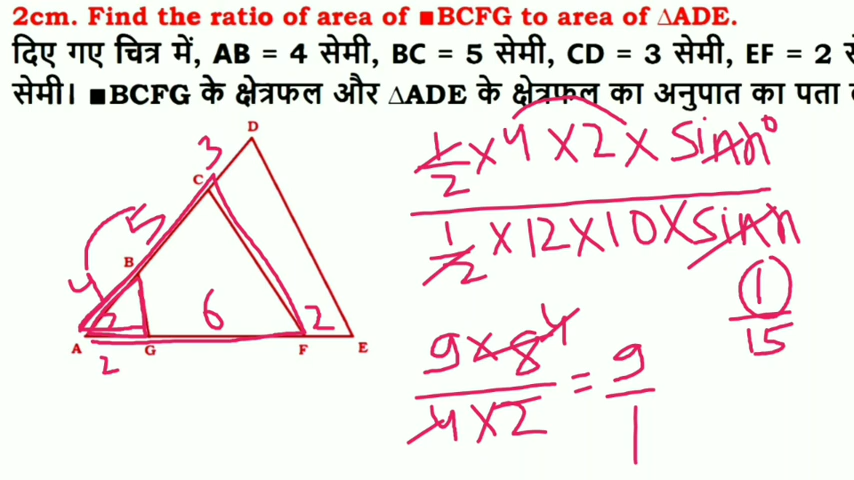 2cm. Find the ratio of area of ■BCFG to area of ∆ADE.
दिए गए चित्र में, AB = 4 सेमी, BC = 5 सेमी, CD = 3 सेमी, EF = 2 से
सेमी। ■BCFG के क्षेत्रफल और ∆ADE के क्षेत्रफल का अनुपात का पता
D
3
C
5
B
4
6
2
A
G
F
E
2
1/2 × 4 × 2 × sin
1/2 × 12 × 10 × sin
1/15
9 × 8 4 / 4 × 2 = 9/1